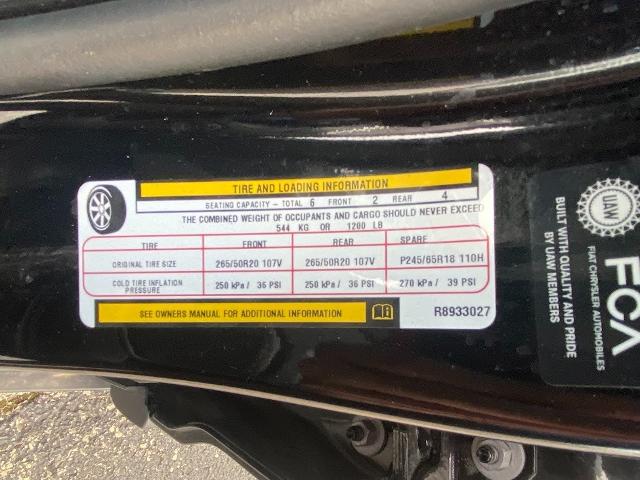 TIRE AND LOADING INFORMATION
SEATING CAPACITY - TOTAL 6 FRONT 2 REAR 4
THE COMBINED WEIGHT OF OCCUPANTS AND CARGO SHOULD NEVER EXCEED
544 KG OR 1200 LB
TIRE FRONT REAR SPARE
ORIGINAL TIRE SIZE 265/50R20 107V 265/50R20 107V P245/65R18 110H
COLD TIRE INFLATION PRESSURE 250 kPa / 36 PSI 250 kPa / 36 PSI 270 kPa / 39 PSI
SEE OWNERS MANUAL FOR ADDITIONAL INFORMATION
R8933027
UAW
BUILT WITH QUALITY AND PRIDE
BY UAW MEMBERS
FCA
FIAT CHRYSLER AUTOMOBILES